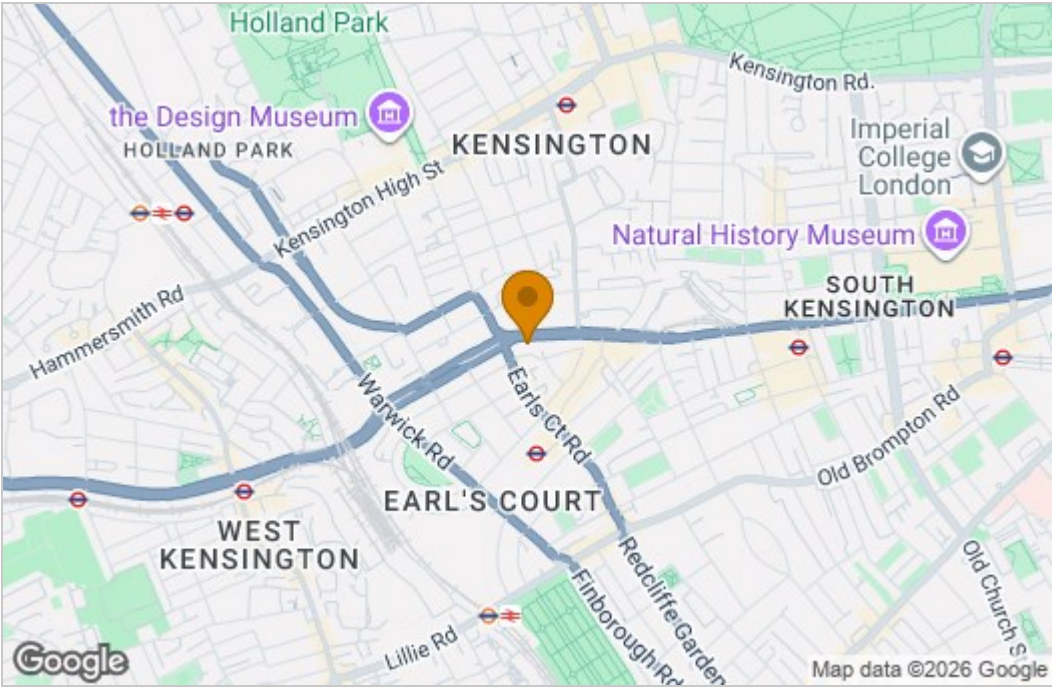 Holland Park
Kensington Rd.
the Design Museum
HOLLAND PARK
KENSINGTON
Imperial
College
London
Kensington High St
Natural History Museum
SOUTH
KENSINGTON
Hammersmith Rd
Earls Ct Rd
Warwick Rd
Old Brompton Rd
EARL'S COURT
WEST
KENSINGTON
Redcliffe Garden
Old Church S
Finborough Rd
Lillie Rd
Google
Map data ©2026 Google